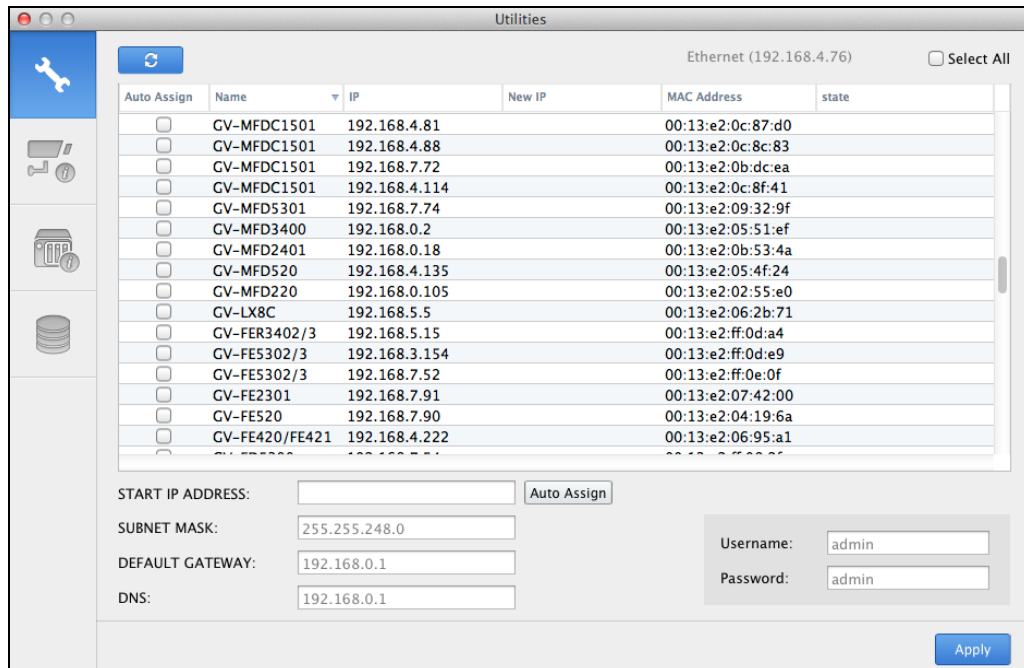 Utilities
Ethernet (192.168.4.76) Select All
Auto Assign Name IP New IP MAC Address state
GV-MFDC1501 192.168.4.81 00:13:e2:0c:87:d0
GV-MFDC1501 192.168.4.88 00:13:e2:0c:8c:83
GV-MFDC1501 192.168.7.72 00:13:e2:0b:dc:ea
GV-MFDC1501 192.168.4.114 00:13:e2:0c:8f:41
GV-MFD5301 192.168.7.74 00:13:e2:09:32:9f
GV-MFD3400 192.168.0.2 00:13:e2:05:51:ef
GV-MFD2401 192.168.0.18 00:13:e2:0b:53:4a
GV-MFD520 192.168.4.135 00:13:e2:05:4f:24
GV-MFD220 192.168.0.105 00:13:e2:02:55:e0
GV-LX8C 192.168.5.5 00:13:e2:06:2b:71
GV-FER3402/3 192.168.5.15 00:13:e2:ff:0d:a4
GV-FE5302/3 192.168.3.154 00:13:e2:ff:0d:e9
GV-FE5302/3 192.168.7.52 00:13:e2:ff:0e:0f
GV-FE2301 192.168.7.91 00:13:e2:07:42:00
GV-FE520 192.168.7.90 00:13:e2:04:19:6a
GV-FE420/FE421 192.168.4.222 00:13:e2:06:95:a1
START IP ADDRESS: Auto Assign
SUBNET MASK: 255.255.248.0
DEFAULT GATEWAY: 192.168.0.1
DNS: 192.168.0.1
Username: admin
Password: admin
Apply